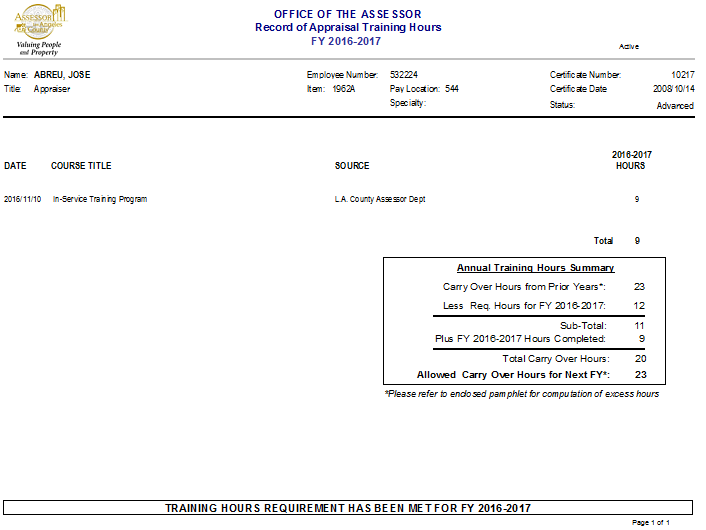 ASSESSOR
Los Angeles
County
Valuing People
and Property
OFFICE OF THE ASSESSOR
Record of Appraisal Training Hours
FY 2016-2017
Active
Name: ABREU, JOSE Employee Number: 532224 Certificate Number: 10217
Title: Appraiser Item: 1962A Pay Location: 544 Certificate Date 2008/10/14
Specialty: Status: Advanced
2016-2017
DATE COURSE TITLE SOURCE HOURS
2016/11/10 In-Service Training Program L.A. County Assessor Dept 9
Total 9
Annual Training Hours Summary
Carry Over Hours from Prior Years*: 23
Less Req. Hours for FY 2016-2017: 12
Sub-Total: 11
Plus FY 2016-2017 Hours Completed: 9
Total Carry Over Hours: 20
Allowed Carry Over Hours for Next FY*: 23
*Please refer to enclosed pamphlet for computation of excess hours
TRAINING HOURS REQUIREMENT HAS BEEN MET FOR FY 2016-2017
Page 1 of 1